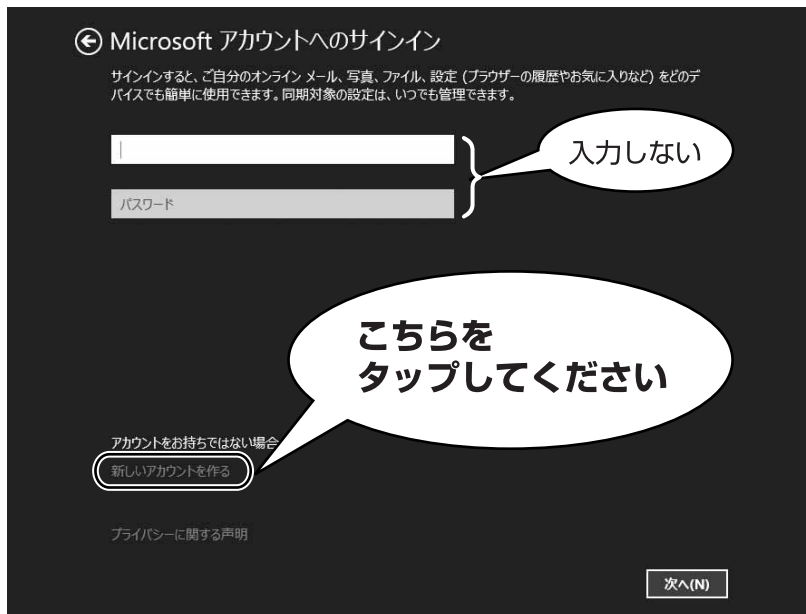 Microsoft アカウントへのサインイン
サインインすると、ご自分のオンライン メール、写真、ファイル、設定 (ブラウザーの履歴やお気に入りなど) をどのデ
バイスでも簡単に使用できます。同期対象の設定は、いつでも管理できます。
入力しない
パスワード
こちらを
タップしてください
アカウントをお持ちではない場合
新しいアカウントを作る
プライバシーに関する声明
次へ(N)